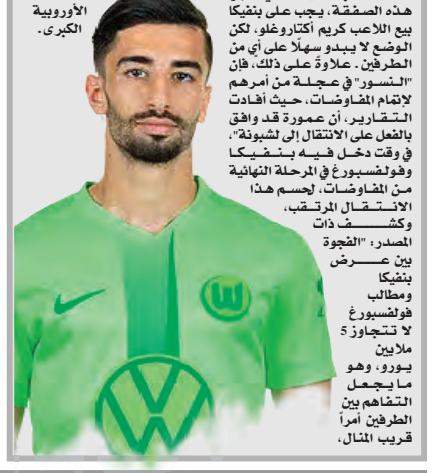 هذه الصفقة، يجب على بنفيكا
بيع اللاعب كريم أكتاروغلو، لكن
الوضع لا يبدو سهلًا على أي من
الطرفين. علاوةً على ذلك، فإن
"النسور" في عجلة من أمرهم
لإتمام المفاوضات، حيث أفادت
التقارير، أن عمورة قد وافق
بالفعل على الانتقال إلى لشبونة"،
في وقت دخل فيه بنفيكا
وفولفسبورغ في المرحلة النهائية
من المفاوضات، لحسم هذا
الانتقال المرتقب،
وكشف ذات
المصدر: "الفجوة
بين عرض
بنفيكا
ومطالب
فولفسبورغ
لا تتجاوز 5
ملايين
يورو، وهو
ما يجعل
التفاهم بين
الطرفين أمراً
قريب المنال،
الأوروبية
الكبرى.
W